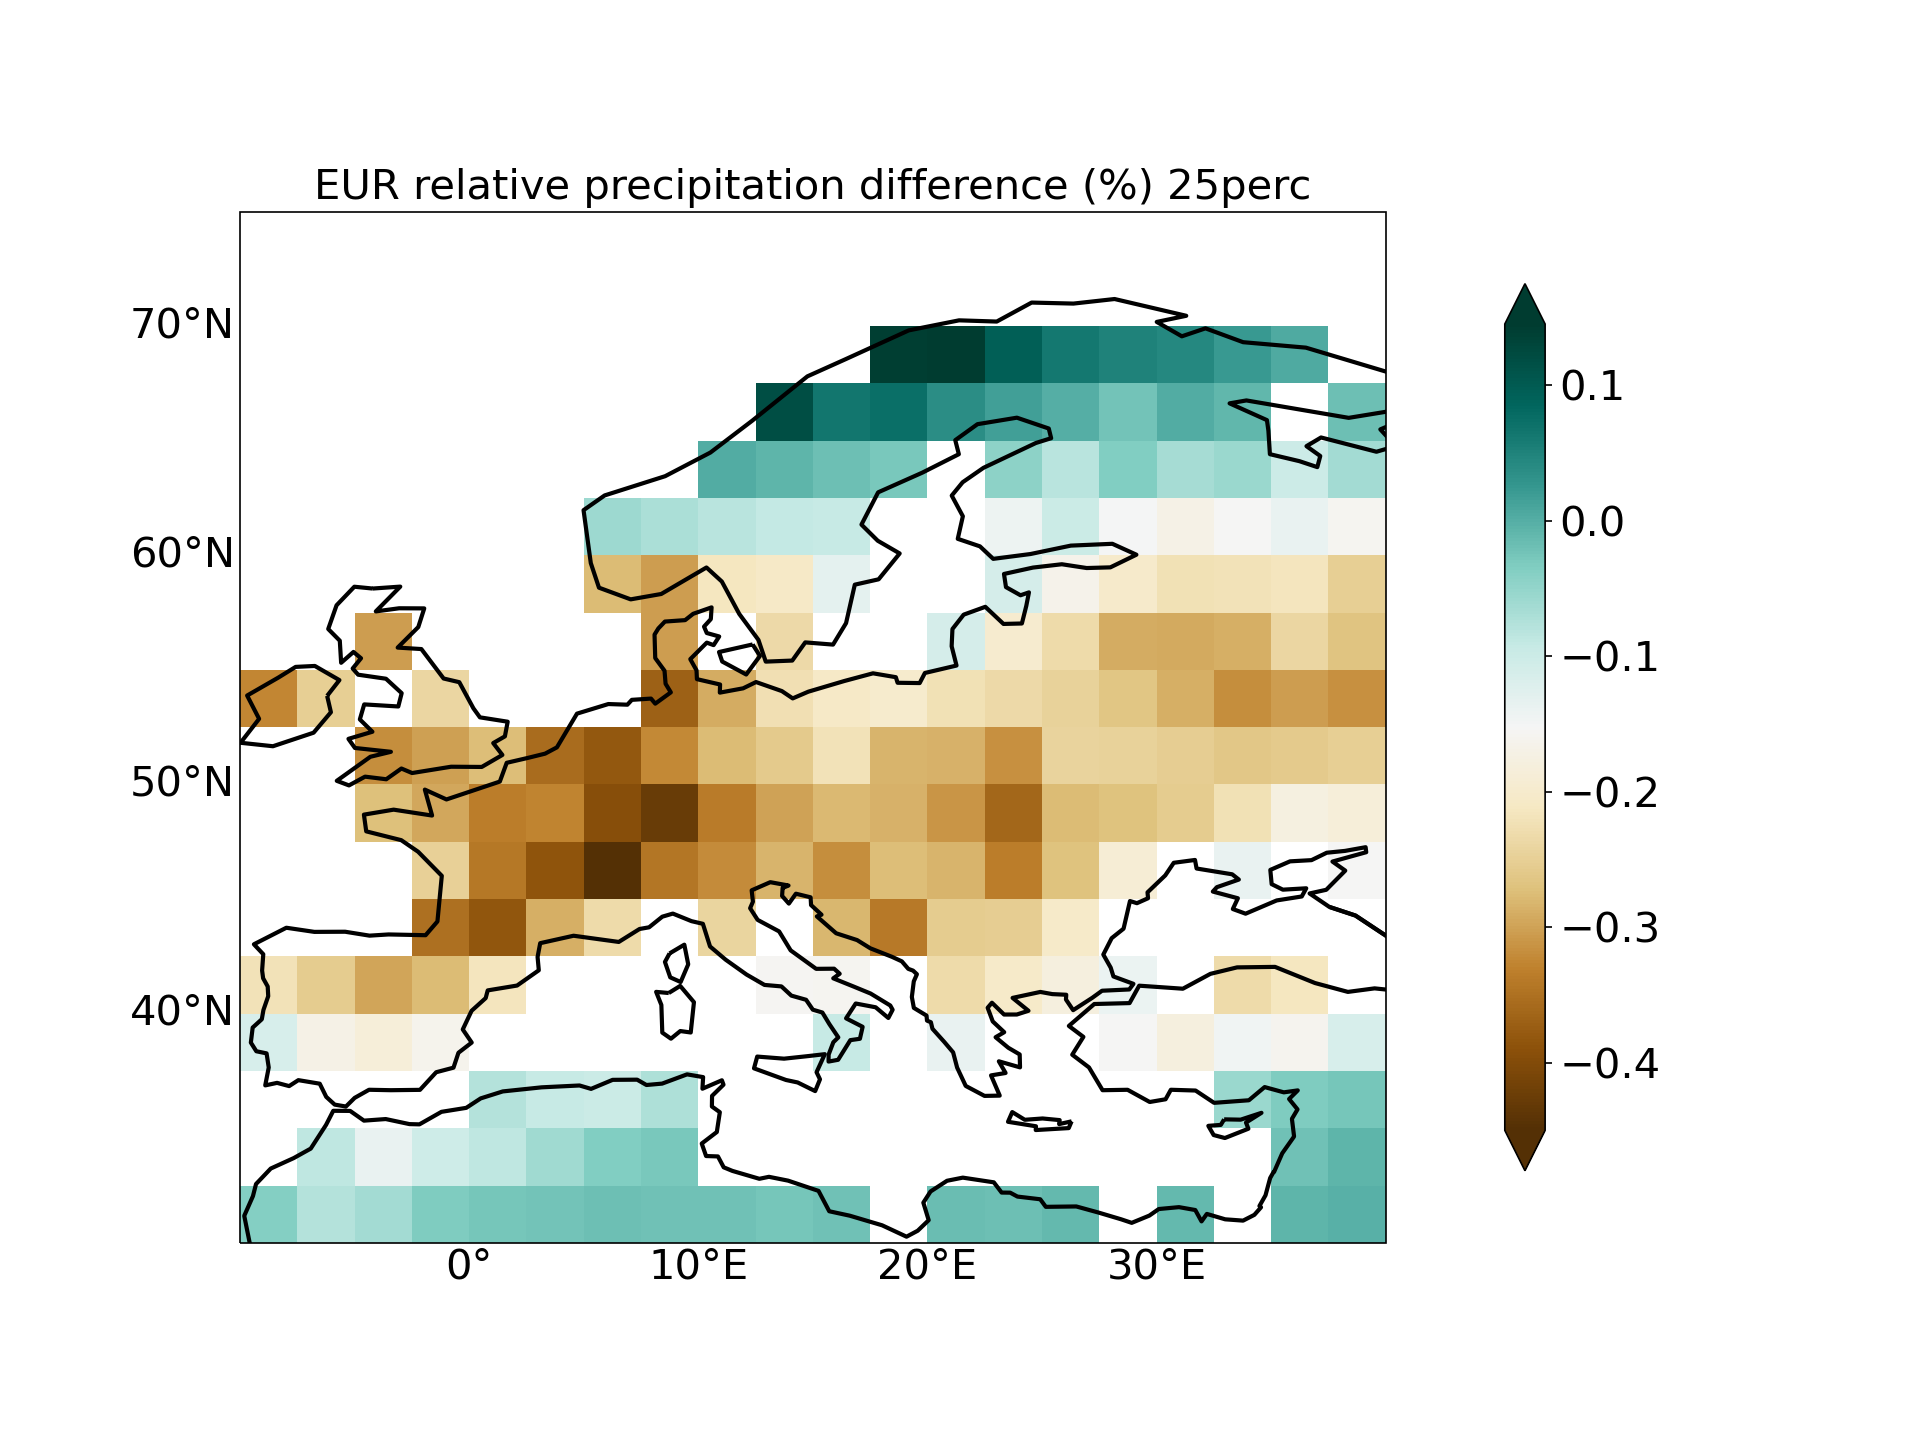 EUR relative precipitation difference (%) 25perc
70°N
60°N
50°N
40°N
0°
10°E
20°E
30°E
0.1
0.0
−0.1
−0.2
−0.3
−0.4